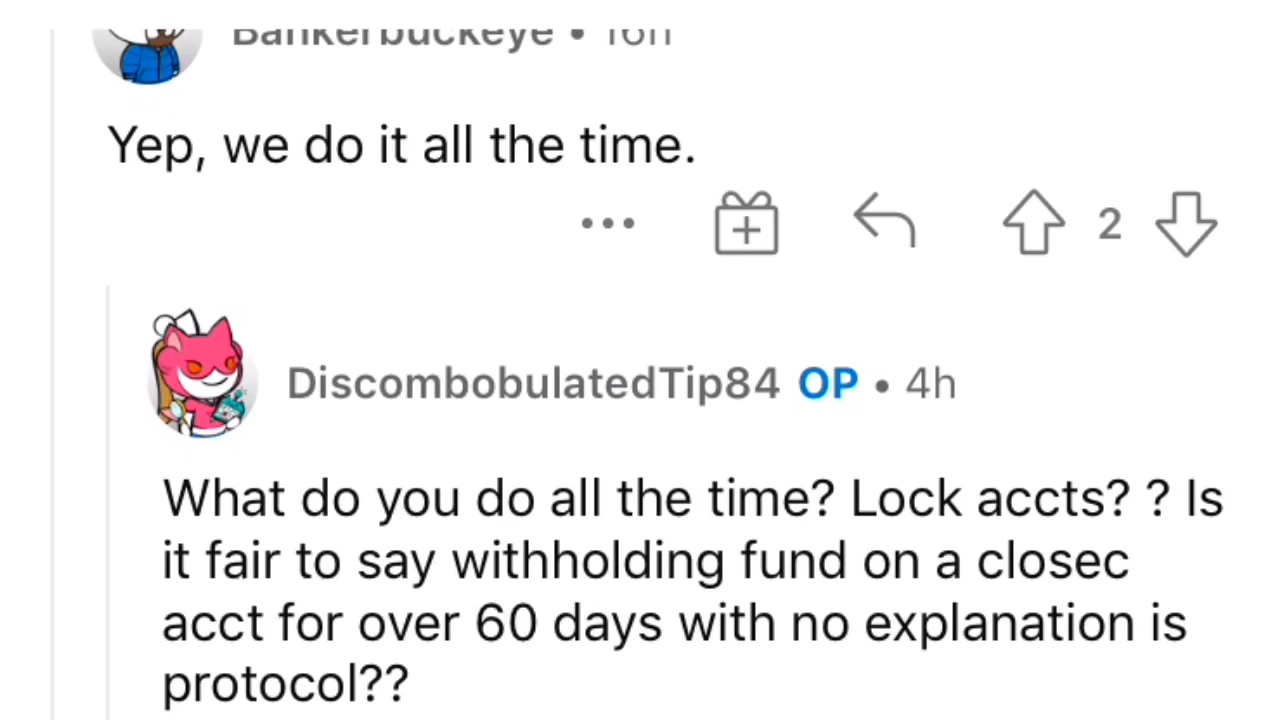 Bankerbuckeye • 16h
Yep, we do it all the time.
2
DiscombobulatedTip84 OP • 4h
What do you do all the time? Lock accts? ? Is
it fair to say withholding fund on a closec
acct for over 60 days with no explanation is
protocol??